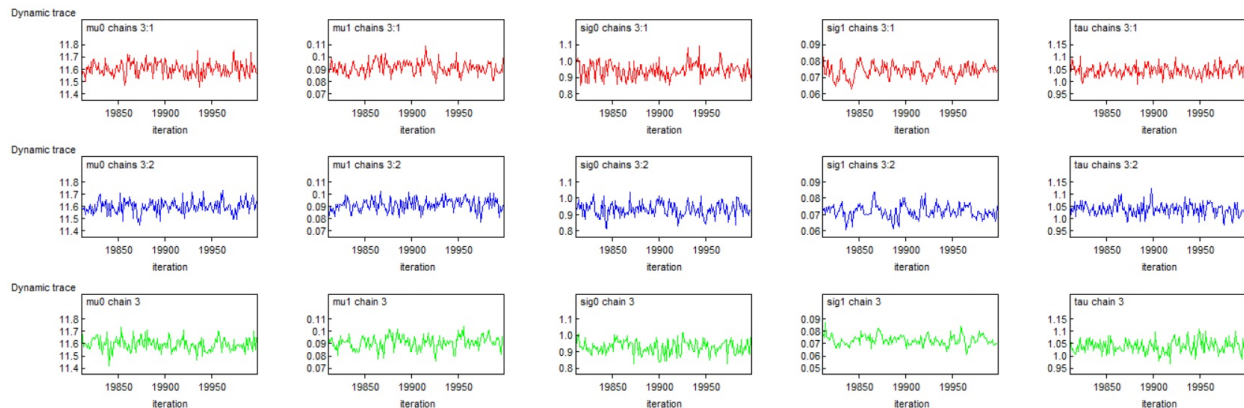 Dynamic trace
mu0 chains 3:1
mu1 chains 3:1
sig0 chains 3:1
sig1 chains 3:1
tau chains 3:1
11.8
11.7
11.6
11.5
11.4
0.11
0.1
0.09
0.08
0.07
1.1
1.0
0.9
0.8
0.09
0.08
0.07
0.06
1.15
1.1
1.05
1.0
0.95
19850 19900 19950
19850 19900 19950
19850 19900 19950
19850 19900 19950
19850 19900 19950
iteration
iteration
iteration
iteration
iteration
Dynamic trace
mu0 chains 3:2
mu1 chains 3:2
sig0 chains 3:2
sig1 chains 3:2
tau chains 3:2
11.8
11.7
11.6
11.5
11.4
0.11
0.1
0.09
0.08
0.07
1.1
1.0
0.9
0.8
0.09
0.08
0.07
0.06
1.15
1.1
1.05
1.0
0.95
19850 19900 19950
19850 19900 19950
19850 19900 19950
19850 19900 19950
19850 19900 19950
iteration
iteration
iteration
iteration
iteration
Dynamic trace
mu0 chain 3
mu1 chain 3
sig0 chain 3
sig1 chain 3
tau chain 3
11.8
11.7
11.6
11.5
11.4
0.11
0.1
0.09
0.08
0.07
1.1
1.0
0.9
0.8
0.09
0.08
0.07
0.06
0.05
1.15
1.1
1.05
1.0
0.95
19850 19900 19950
19850 19900 19950
19850 19900 19950
19850 19900 19950
19850 19900 19950
iteration
iteration
iteration
iteration
iteration